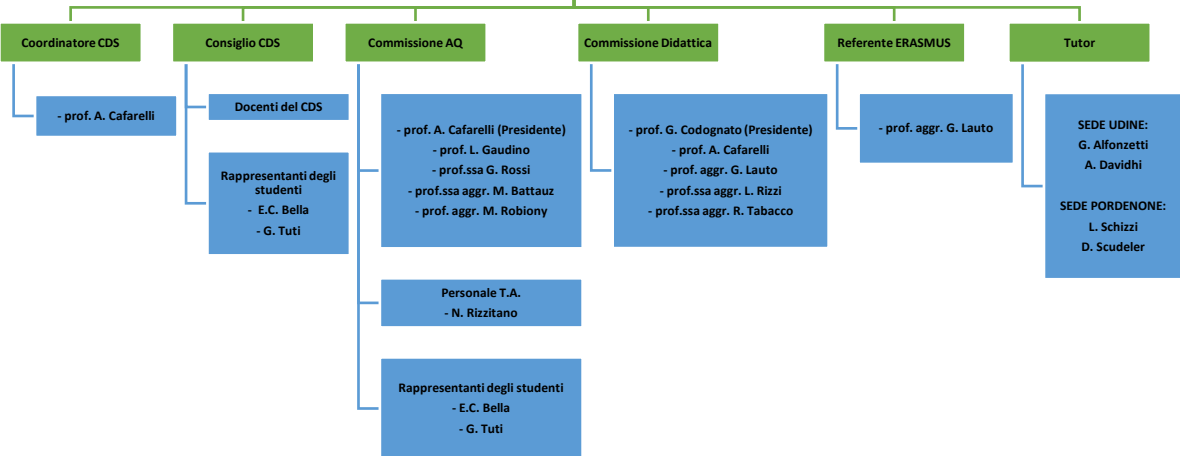 Coordinatore CDS
- prof. A. Cafarelli
Consiglio CDS
Docenti del CDS
Rappresentanti degli
studenti
- E.C. Bella
- G. Tuti
Commissione AQ
- prof. A. Cafarelli (Presidente)
- prof. L. Gaudino
- prof.ssa G. Rossi
- prof.ssa aggr. M. Battauz
- prof. aggr. M. Robiony
Personale T.A.
- N. Rizzitano
Rappresentanti degli studenti
- E.C. Bella
- G. Tuti
Commissione Didattica
- prof. G. Codognato (Presidente)
- prof. A. Cafarelli
- prof. aggr. G. Lauto
- prof.ssa aggr. L. Rizzi
- prof.ssa aggr. R. Tabacco
Referente ERASMUS
- prof. aggr. G. Lauto
Tutor
SEDE UDINE:
G. Alfonzetti
A. Davidhi
SEDE PORDENONE:
L. Schizzi
D. Scudeler